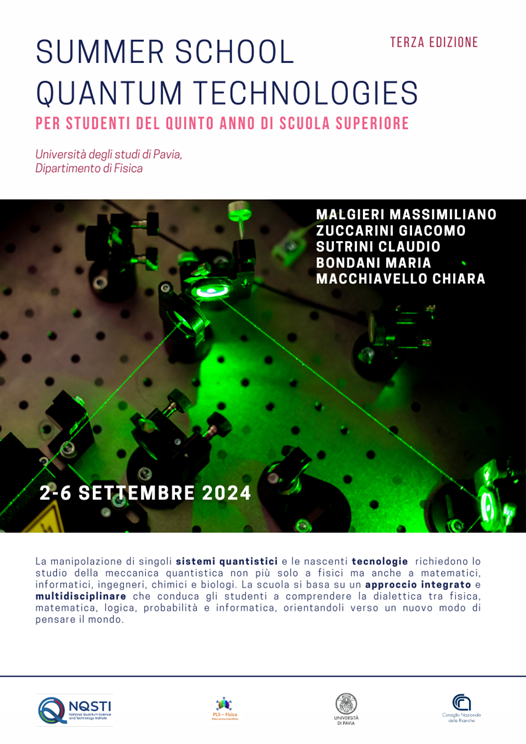 TERZA EDIZIONE
SUMMER SCHOOL
QUANTUM TECHNOLOGIES
PER STUDENTI DEL QUINTO ANNO DI SCUOLA SUPERIORE
Università degli studi di Pavia,
Dipartimento di Fisica
MALGIERI MASSIMILIANO
ZUCCARINI GIACOMO
SUTRINI CLAUDIO
BONDANI MARIA
MACCHIAVELLO CHIARA
2-6 SETTEMBRE 2024
La manipolazione di singoli sistemi quantistici e le nascenti tecnologie richiedono lo
studio della meccanica quantistica non più solo a fisici ma anche a matematici,
informatici, ingegneri, chimici e biologi. La scuola si basa su un approccio integrato e
multidisciplinare che conduca gli studenti a comprendere la dialettica tra fisica,
matematica, logica, probabilità e informatica, orientandoli verso un nuovo modo di
pensare il mondo.
NQSTI
National Quantum Science
and Technology Institute
PLS – Fisica
UNIVERSITÀ
DI PAVIA
Consiglio Nazionale
delle Ricerche